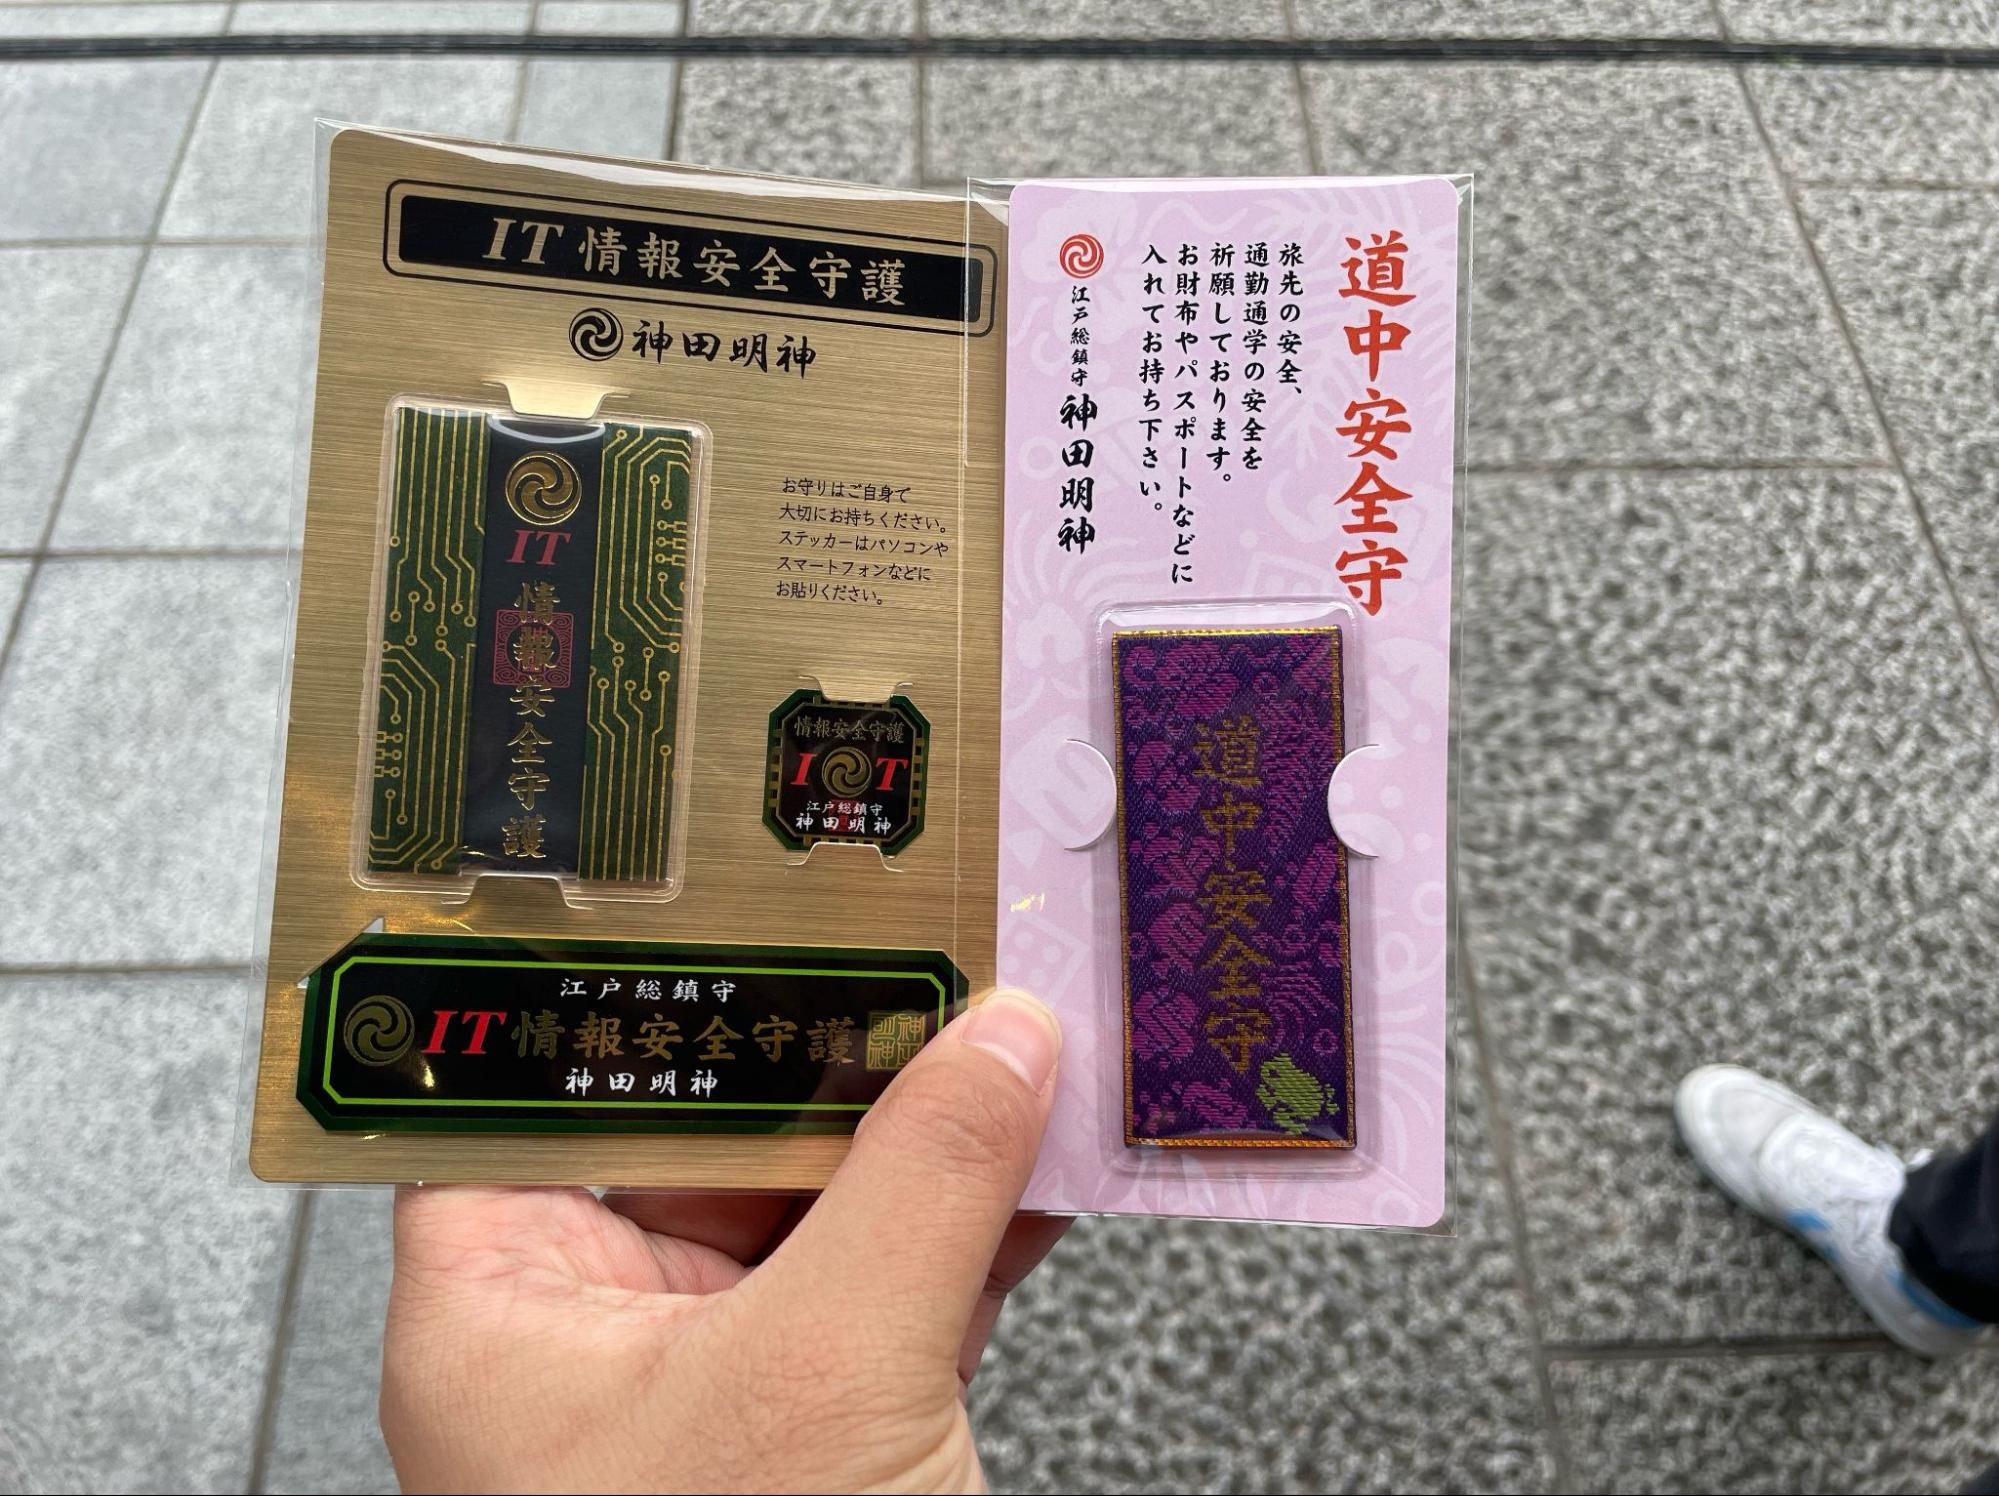 IT情報安全守護
神田明神
IT
情報安全守護
お守りはご自身で
大切にお持ちください。
ステッカーはパソコンや
スマートフォンなどに
お貼りください。
情報安全守護
IT
江戸総鎮守
神田明神
江戸総鎮守
IT情報安全守護
神田明神
道中安全守
旅先の安全、
通勤通学の安全を
祈願しております。
お財布やパスポートなどに
入れてお持ち下さい。
江戸総鎮守 神田明神
道中安全守